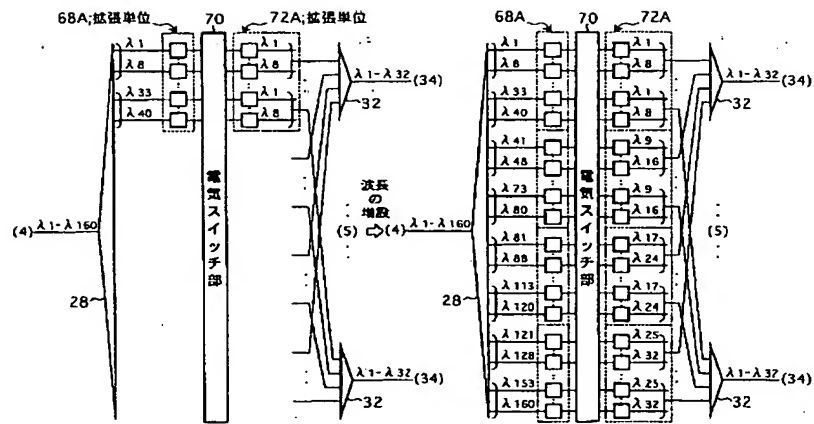 68A;拡張単位
70
72A;拡張単位
λ1
λ8
λ33
λ40
λ1
λ8
λ1
λ8
λ1-λ32
(34)
32
電気スイッチ部
(4)
λ1-λ160
28
(5)
λ1-λ32
(34)
32
波長の増設
⇨
68A
70
72A
λ1
λ8
λ33
λ40
λ41
λ48
λ73
λ80
λ81
λ88
λ113
λ120
λ121
λ128
λ153
λ160
λ1
λ8
λ1
λ8
λ9
λ16
λ9
λ16
λ17
λ24
λ17
λ24
λ25
λ32
λ25
λ32
λ1-λ32
(34)
32
電気スイッチ部
(4)
λ1-λ160
28
(5)
λ1-λ32
(34)
32